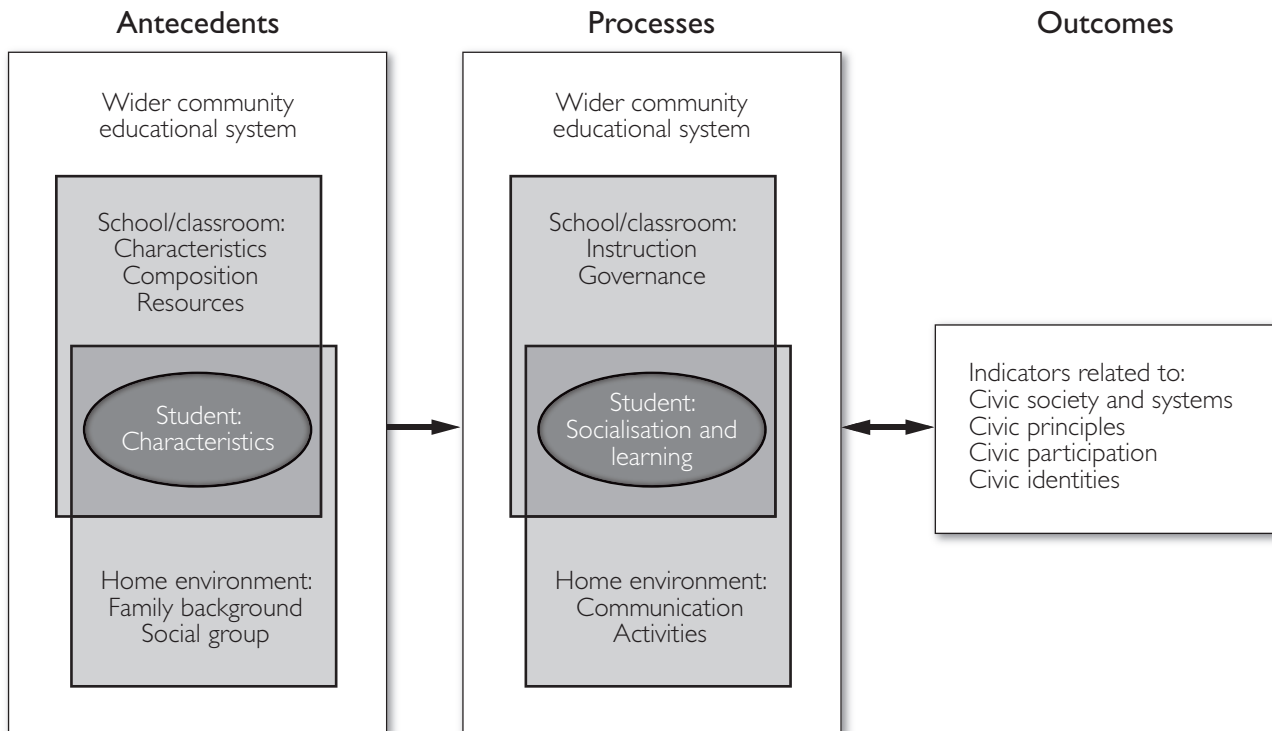 Antecedents
Wider community
educational system
School/classroom:
Characteristics
Composition
Resources
Student:
Characteristics
Home environment:
Family background
Social group
Processes
Wider community
educational system
School/classroom:
Instruction
Governance
Student:
Socialisation and
learning
Home environment:
Communication
Activities
Outcomes
Indicators related to:
Civic society and systems
Civic principles
Civic participation
Civic identities